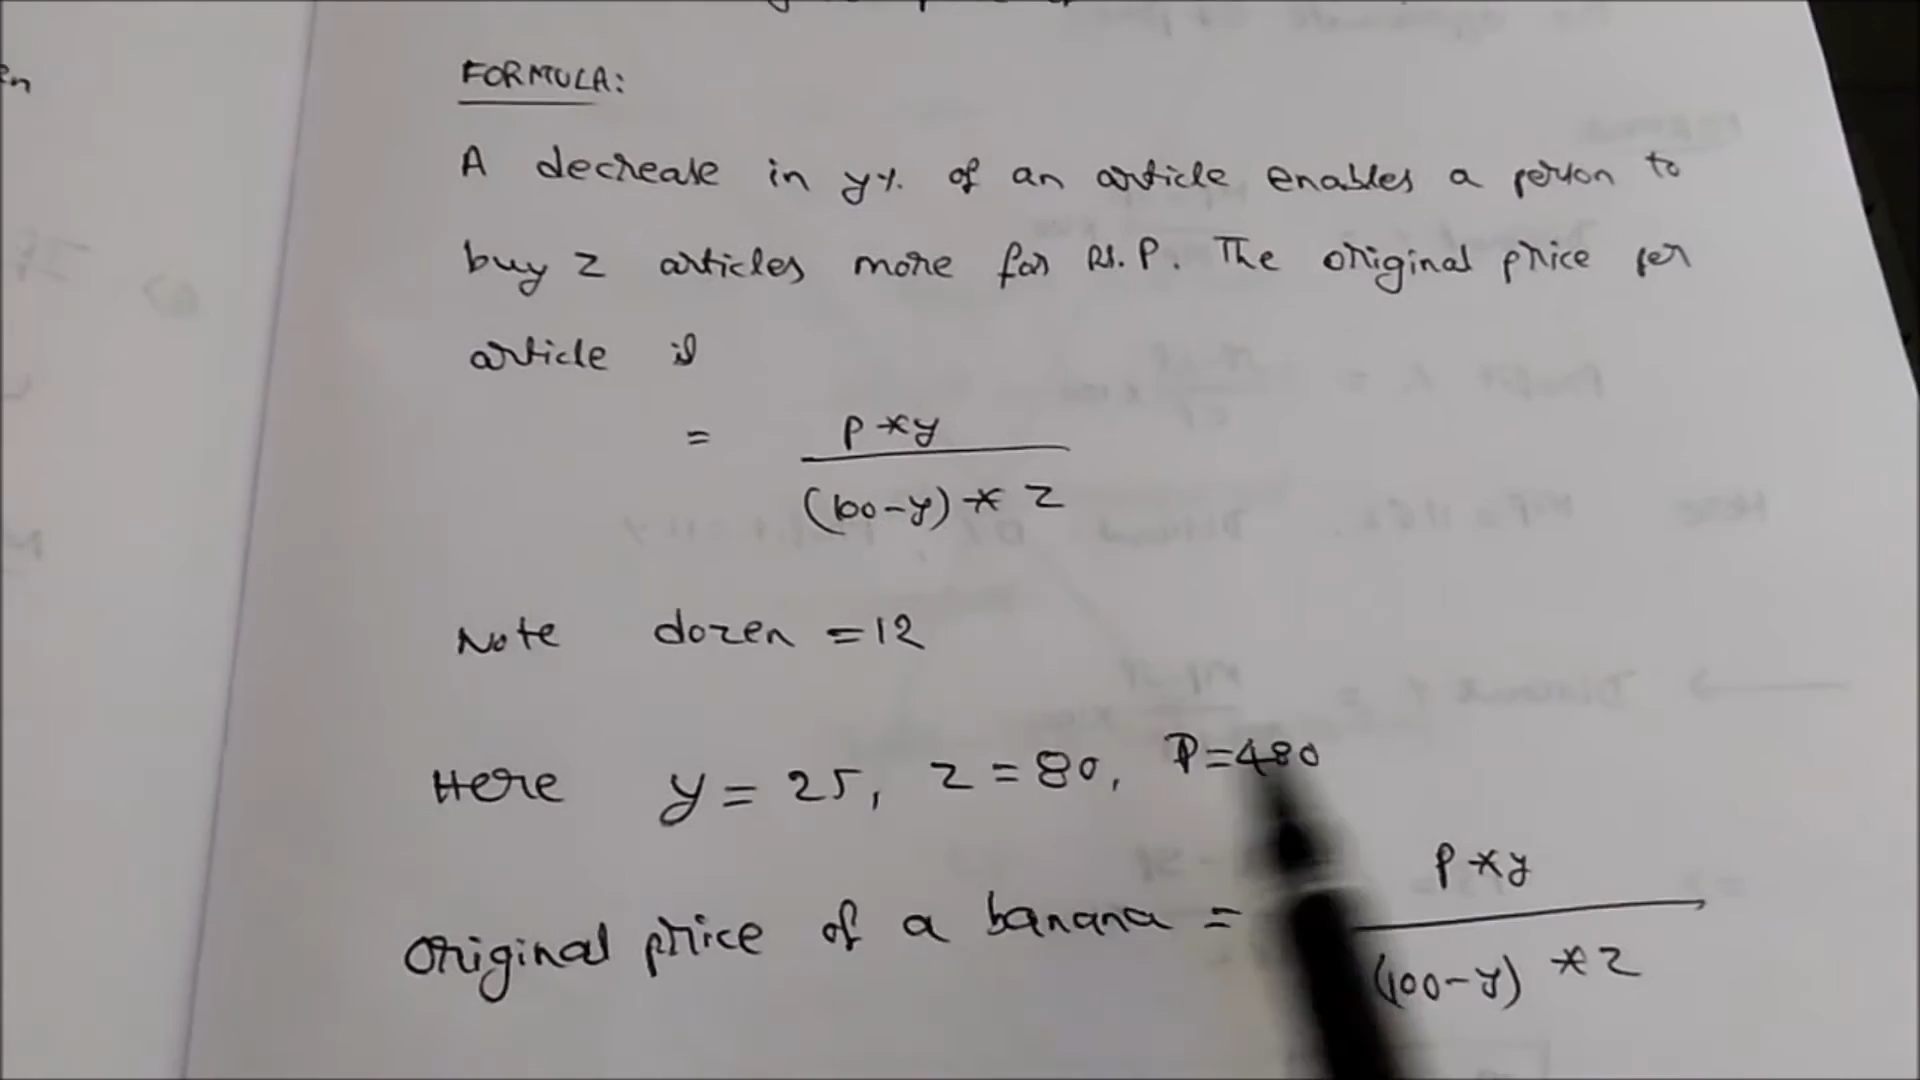 FORMULA:
A decrease in y% of an article enables a person to
buy z articles more for Rs. P. The original price per
article is
= P*y
(100-y) * z
Note dozen = 12
Here y = 25, z = 80, P=480
Original price of a banana = P*y
(100-y) *z